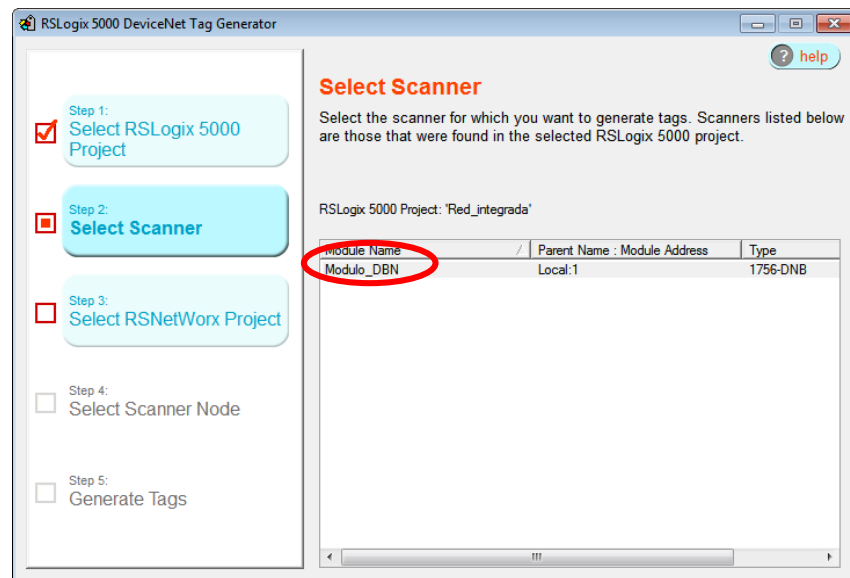 RSLogix 5000 DeviceNet Tag Generator
? help
Step 1:
Select RSLogix 5000
Project
Step 2:
Select Scanner
Step 3:
Select RSNetWorx Project
Step 4:
Select Scanner Node
Step 5:
Generate Tags
Select Scanner
Select the scanner for which you want to generate tags. Scanners listed below
are those that were found in the selected RSLogix 5000 project.
RSLogix 5000 Project: 'Red_integrada'
Module Name / Parent Name : Module Address Type
Modulo_DBN Local:1 1756-DNB